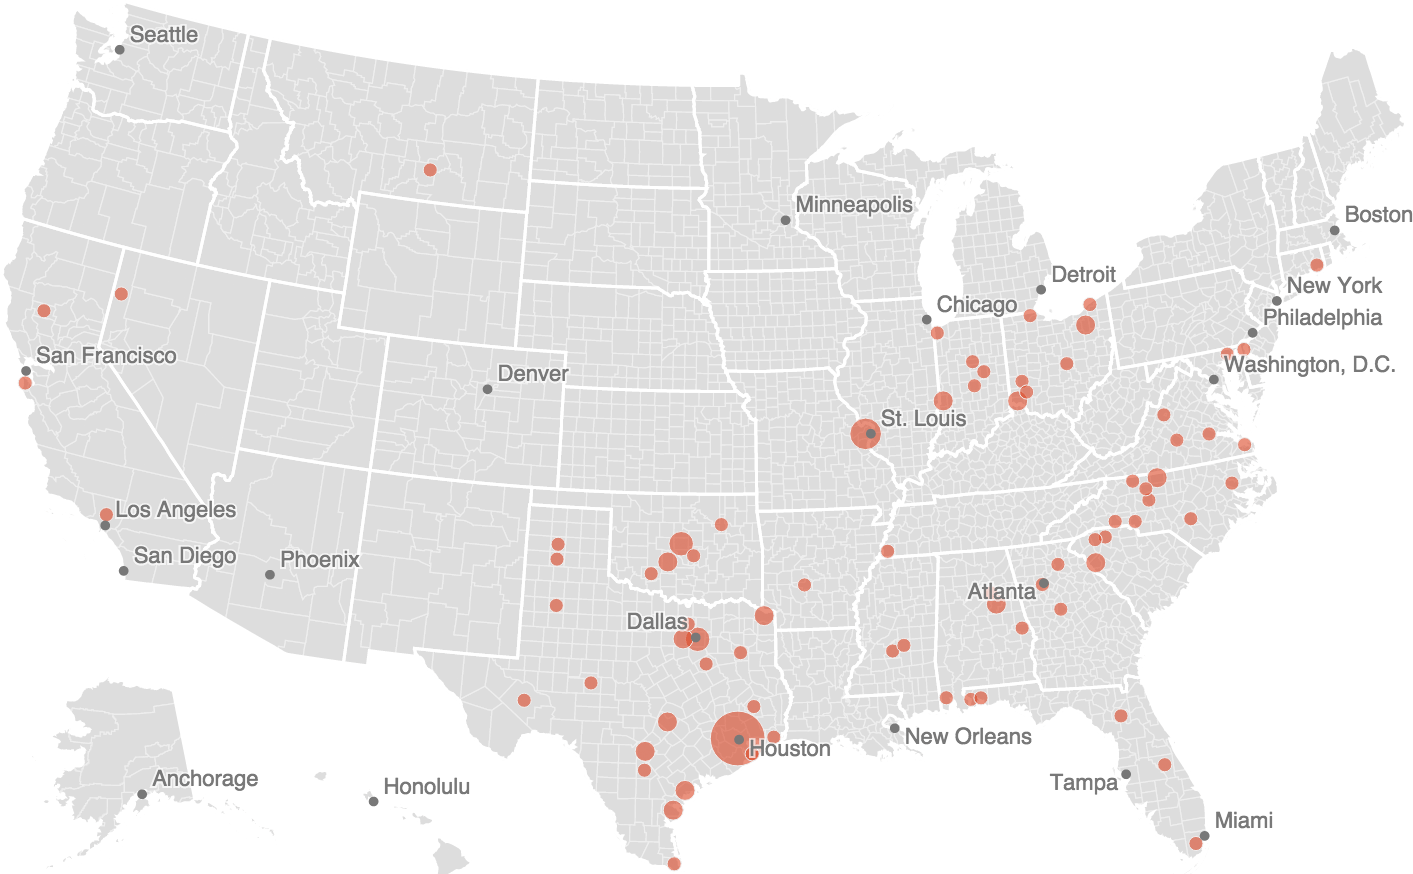 Seattle
Minneapolis
Boston
Detroit
New York
Chicago
Philadelphia
San Francisco
Washington, D.C.
Denver
St. Louis
Los Angeles
San Diego
Phoenix
Atlanta
Dallas
New Orleans
Houston
Anchorage
Tampa
Honolulu
Miami